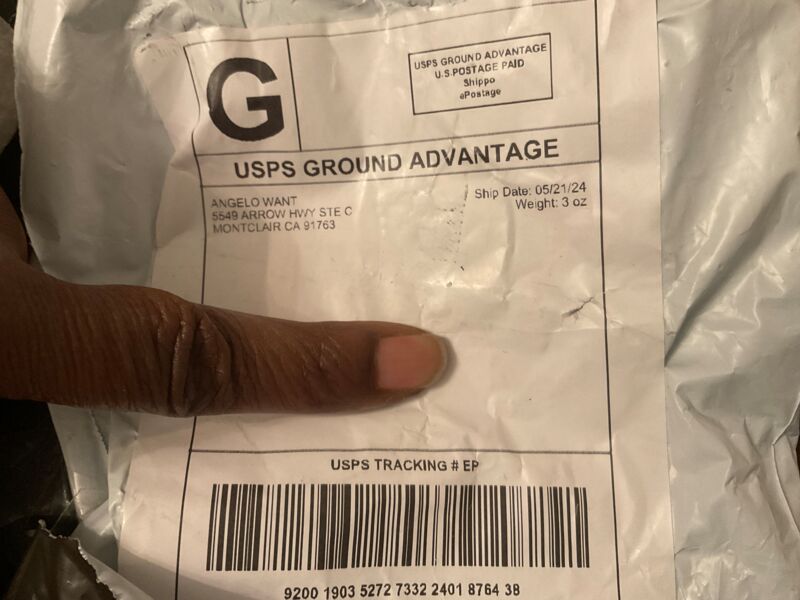 G
USPS GROUND ADVANTAGE
U.S.POSTAGE PAID
Shippo
ePostage
USPS GROUND ADVANTAGE
ANGELO WANT
5549 ARROW HWY STE C
MONTCLAIR CA 91763
Ship Date: 05/21/24
Weight: 3 oz
USPS TRACKING # EP
9200 1903 5272 7332 2401 8764 38